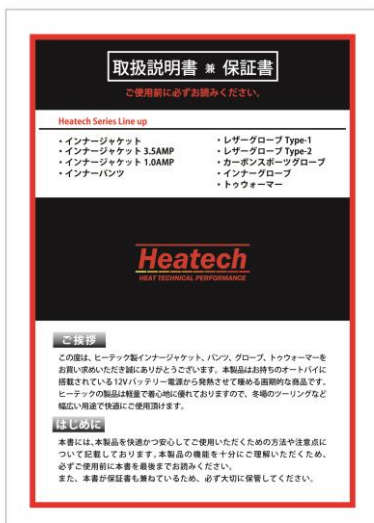 取扱説明書 兼 保証書
ご使用前に必ずお読みください。
Heatech Series Line up
・インナージャケット
・インナージャケット 3.5AMP
・インナージャケット 1.0AMP
・インナーパンツ
・レザーグローブ Type-1
・レザーグローブ Type-2
・カーボンスポーツグローブ
・インナーグローブ
・トゥウォーマー
Heatech
HEAT TECHNICAL PERFORMANCE
ご挨拶
この度は、ヒーテック製インナージャケット、パンツ、グローブ、トゥウォーマーを
お買い求めいただき誠にありがとうございます。本製品はお持ちのオートバイに
搭載されている12Vバッテリー電源から発熱させて暖める画期的な商品です。
ヒーテックの製品は軽量で着心地に優れておりますので、冬場のツーリングなど
幅広い用途で快適にご使用頂けます。
はじめに
本書には、本製品を快適かつ安心してご使用いただくための方法や注意点に
ついて記載しております。本製品の機能を十分にご理解いただくため、
必ずご使用前に本書を最後までお読みください。
また、本書が保証書も兼ねているため、必ず大切に保管してください。